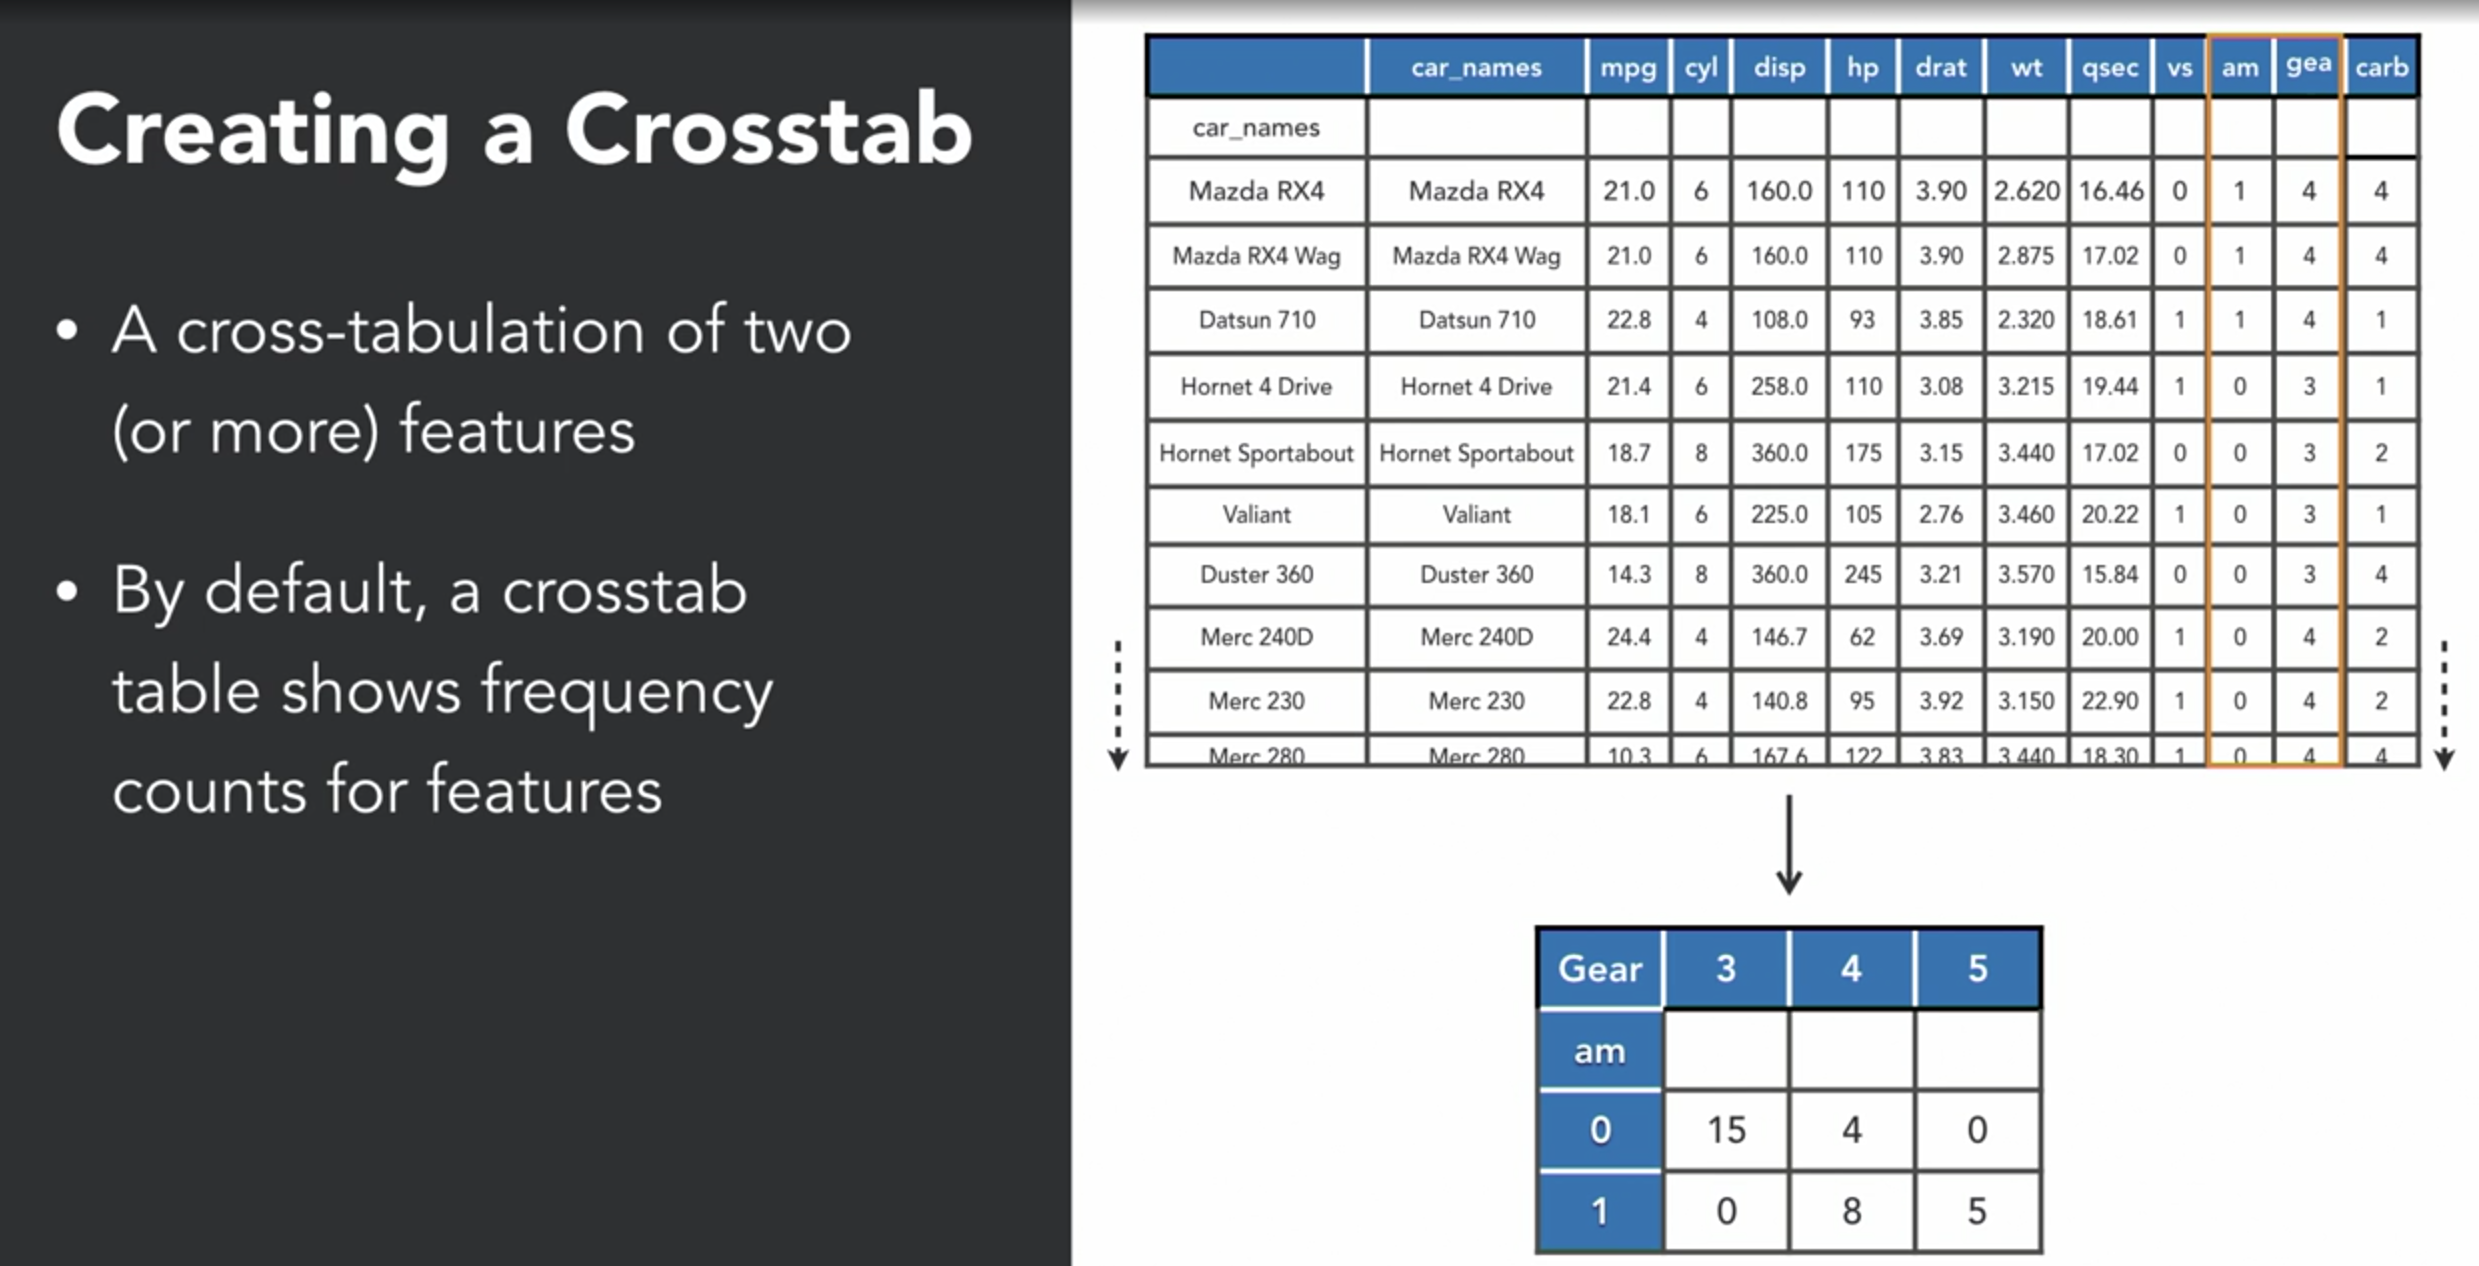 Creating a Crosstab
• A cross-tabulation of two
(or more) features
• By default, a crosstab
table shows frequency
counts for features
car_names mpg cyl disp hp drat wt qsec vs am gea carb
car_names
Mazda RX4 Mazda RX4 21.0 6 160.0 110 3.90 2.620 16.46 0 1 4 4
Mazda RX4 Wag Mazda RX4 Wag 21.0 6 160.0 110 3.90 2.875 17.02 0 1 4 4
Datsun 710 Datsun 710 22.8 4 108.0 93 3.85 2.320 18.61 1 1 4 1
Hornet 4 Drive Hornet 4 Drive 21.4 6 258.0 110 3.08 3.215 19.44 1 0 3 1
Hornet Sportabout Hornet Sportabout 18.7 8 360.0 175 3.15 3.440 17.02 0 0 3 2
Valiant Valiant 18.1 6 225.0 105 2.76 3.460 20.22 1 0 3 1
Duster 360 Duster 360 14.3 8 360.0 245 3.21 3.570 15.84 0 0 3 4
Merc 240D Merc 240D 24.4 4 146.7 62 3.69 3.190 20.00 1 0 4 2
Merc 230 Merc 230 22.8 4 140.8 95 3.92 3.150 22.90 1 0 4 2
Merc 280 Merc 280 10.3 6 167.6 122 3.83 3.440 18.30 1 0 4 4
Gear 3 4 5
am
0 15 4 0
1 0 8 5